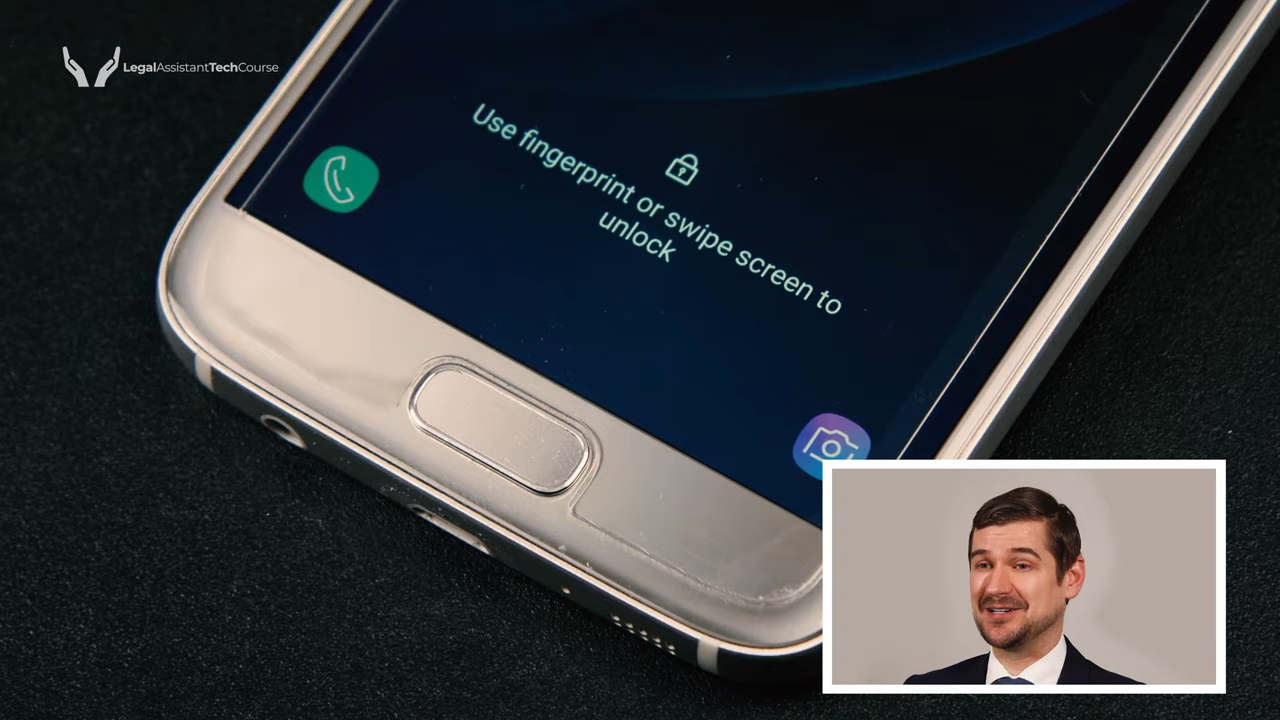 LegalAssistantTechCourse
Use fingerprint or swipe screen to
unlock